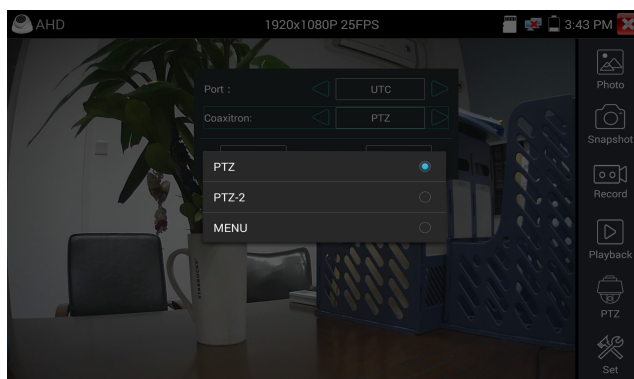 AHD
1920x1080P 25FPS
3:43 PM
Port :
UTC
Coaxitron:
PTZ
PTZ
PTZ-2
MENU
Photo
Snapshot
Record
Playback
PTZ
Set